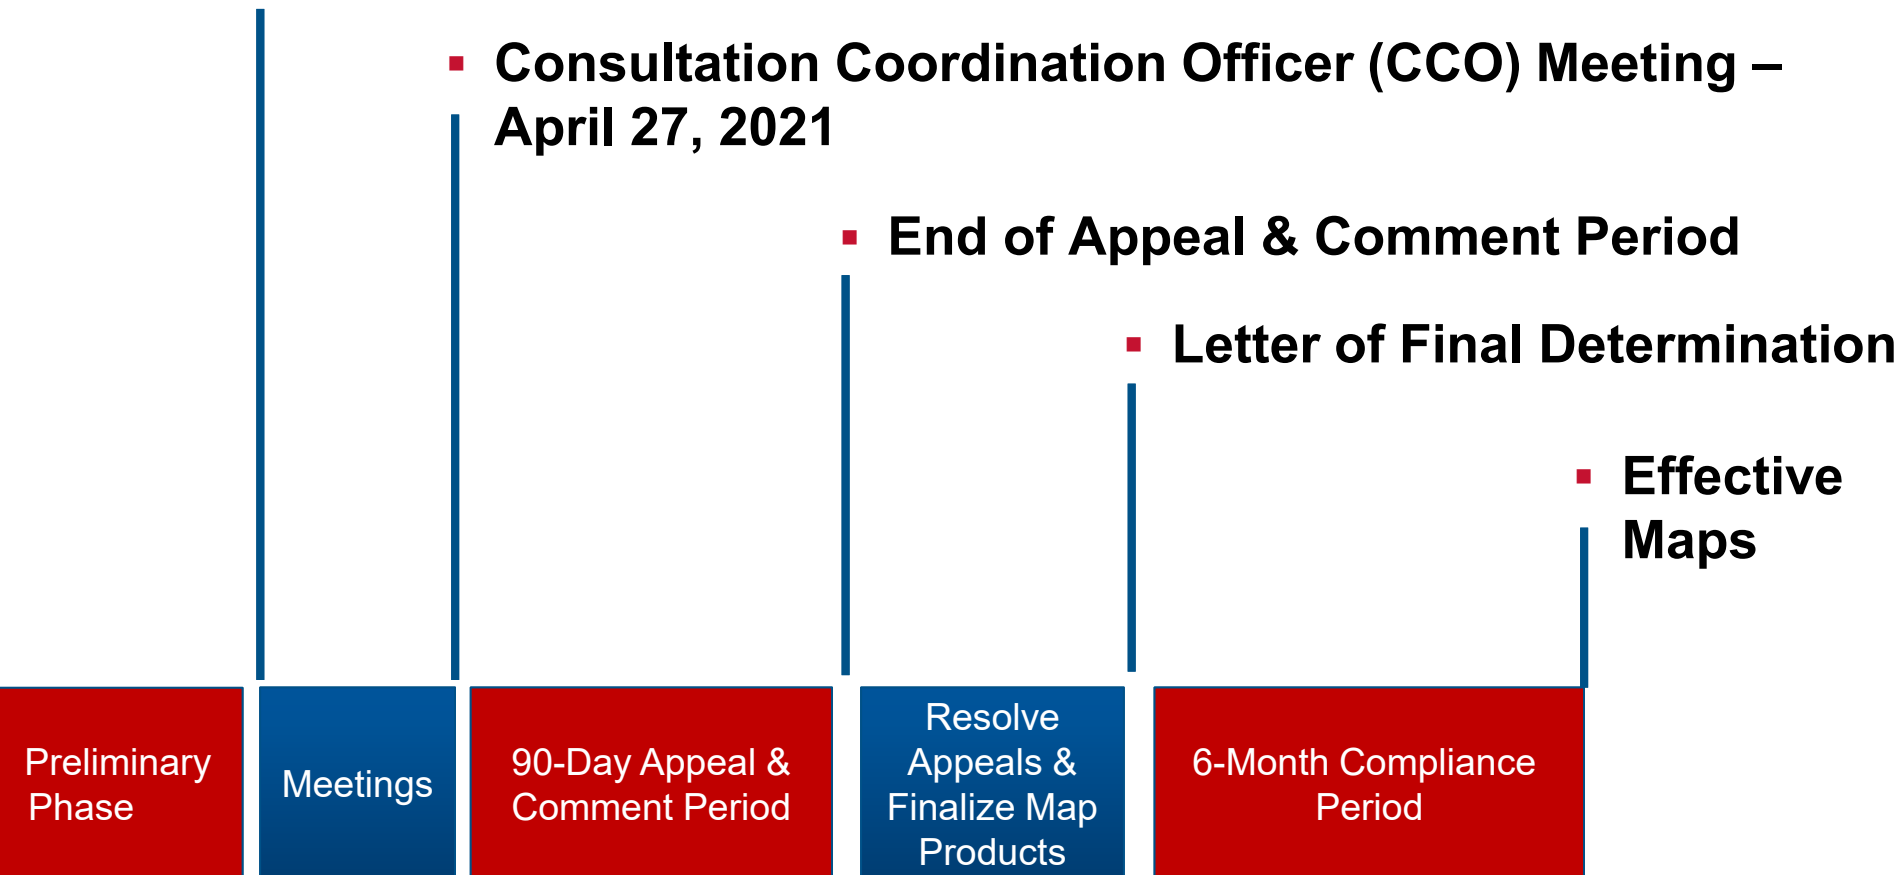 ▪ Consultation Coordination Officer (CCO) Meeting –
April 27, 2021
▪ End of Appeal & Comment Period
▪ Letter of Final Determination
▪ Effective
Maps
Preliminary
Phase
Meetings
90-Day Appeal &
Comment Period
Resolve
Appeals &
Finalize Map
Products
6-Month Compliance
Period